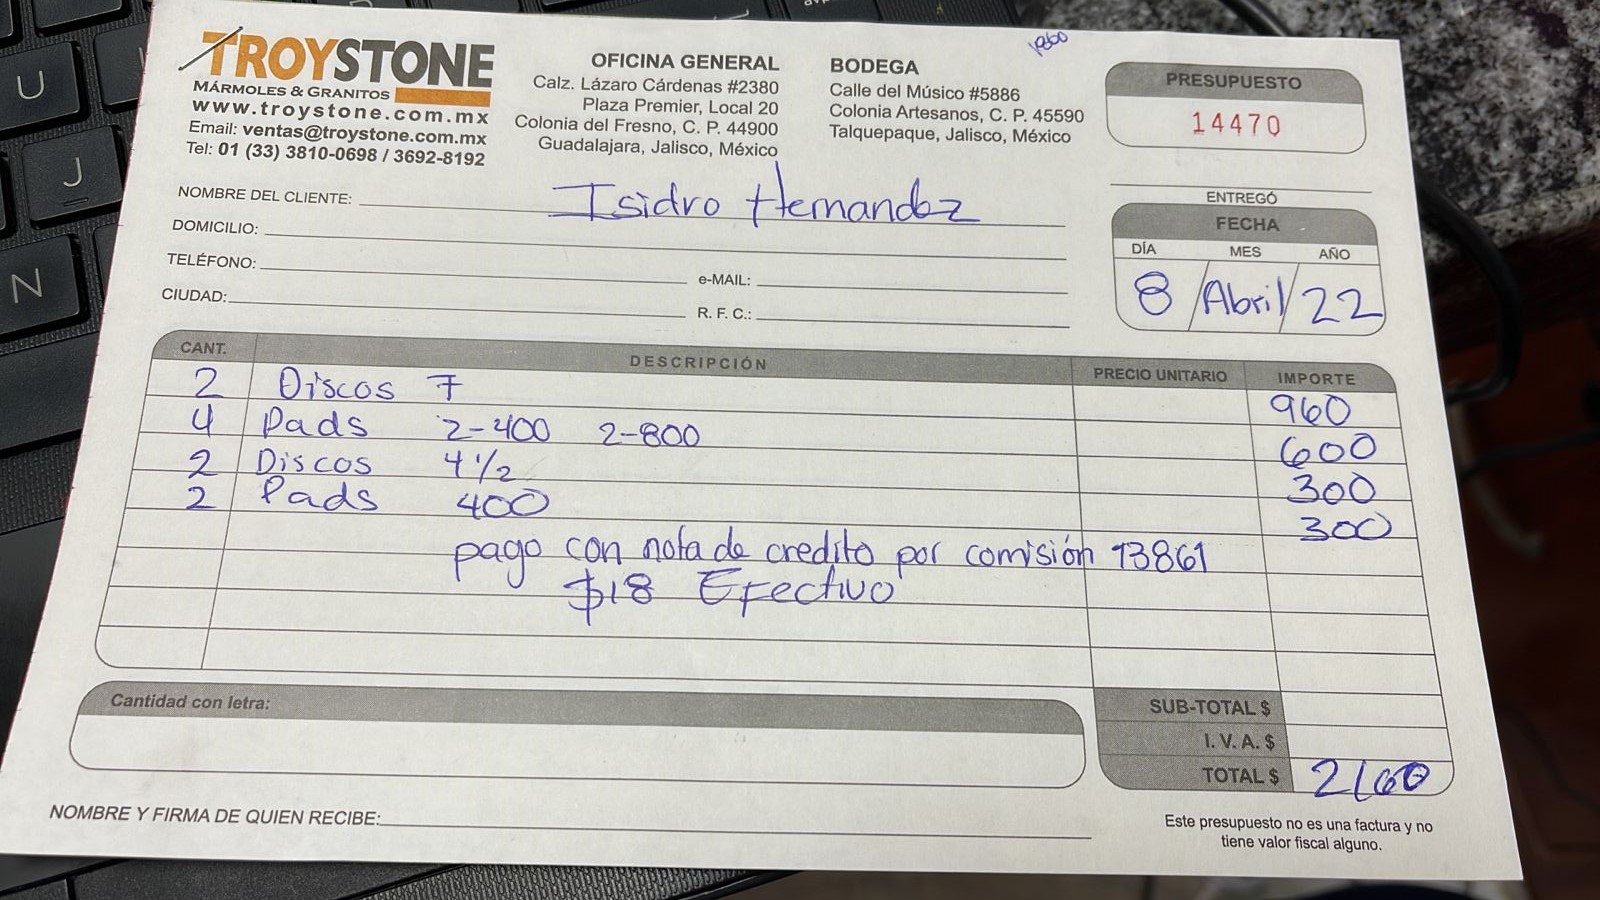 TROYSTONE
MÁRMOLES & GRANITOS
www.troystone.com.mx
Email: ventas@troystone.com.mx
Tel: 01 (33) 3810-0698 / 3692-8192
OFICINA GENERAL
Calz. Lázaro Cárdenas #2380
Plaza Premier, Local 20
Colonia del Fresno, C. P. 44900
Guadalajara, Jalisco, México
BODEGA
Calle del Músico #5886
Colonia Artesanos, C. P. 45590
Talquepaque, Jalisco, México
PRESUPUESTO
14470
ENTREGÓ
FECHA
DÍA MES AÑO
8 / Abril / 22
NOMBRE DEL CLIENTE: Isidro Hernandez
DOMICILIO:
TELÉFONO: e-MAIL:
CIUDAD: R. F. C.:
CANT. DESCRIPCIÓN PRECIO UNITARIO IMPORTE
2 Discos 7 960
4 Pads 2-400 2-800 600
2 Discos 4 1/2 300
2 Pads 400 300
pago con nota de credito por comisión 13861
$18 Efectivo
Cantidad con letra:
SUB-TOTAL $
I. V. A. $
TOTAL $ 2160
NOMBRE Y FIRMA DE QUIEN RECIBE:
Este presupuesto no es una factura y no
tiene valor fiscal alguno.
U
J
N